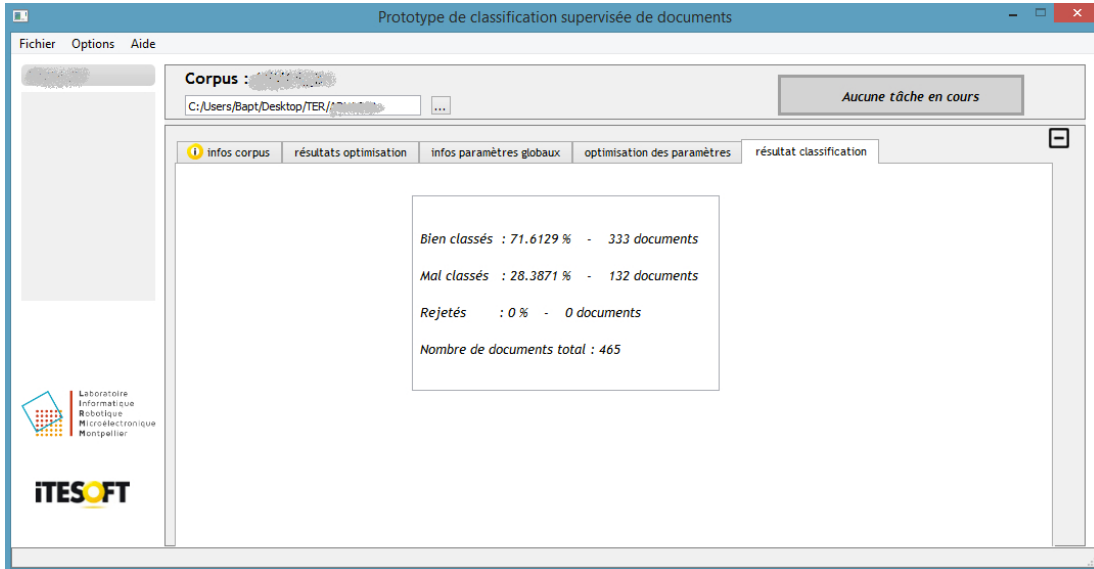 Prototype de classification supervisée de documents
Fichier Options Aide
Corpus :
C:/Users/Bapt/Desktop/TER/
...
Aucune tâche en cours
infos corpus
résultats optimisation
infos paramètres globaux
optimisation des paramètres
résultat classification
Bien classés : 71.6129 % - 333 documents
Mal classés : 28.3871 % - 132 documents
Rejetés : 0 % - 0 documents
Nombre de documents total : 465
Laboratoire
Informatique
Robotique
Microélectronique
Montpellier
iTESOFT